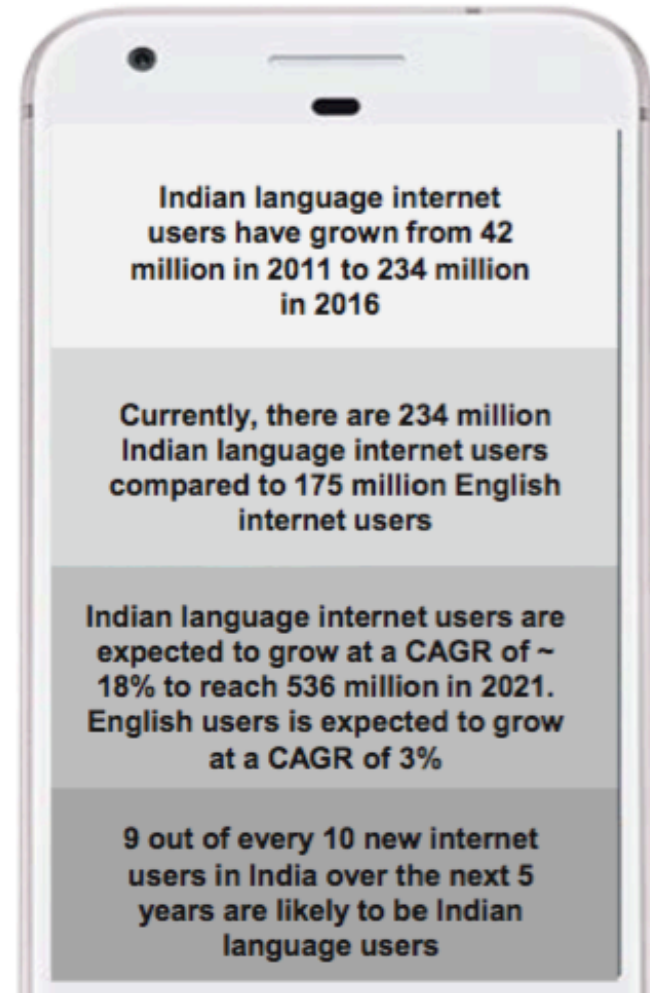 Indian language internet
users have grown from 42
million in 2011 to 234 million
in 2016
Currently, there are 234 million
Indian language internet users
compared to 175 million English
internet users
Indian language internet users are
expected to grow at a CAGR of ~
18% to reach 536 million in 2021.
English users is expected to grow
at a CAGR of 3%
9 out of every 10 new internet
users in India over the next 5
years are likely to be Indian
language users